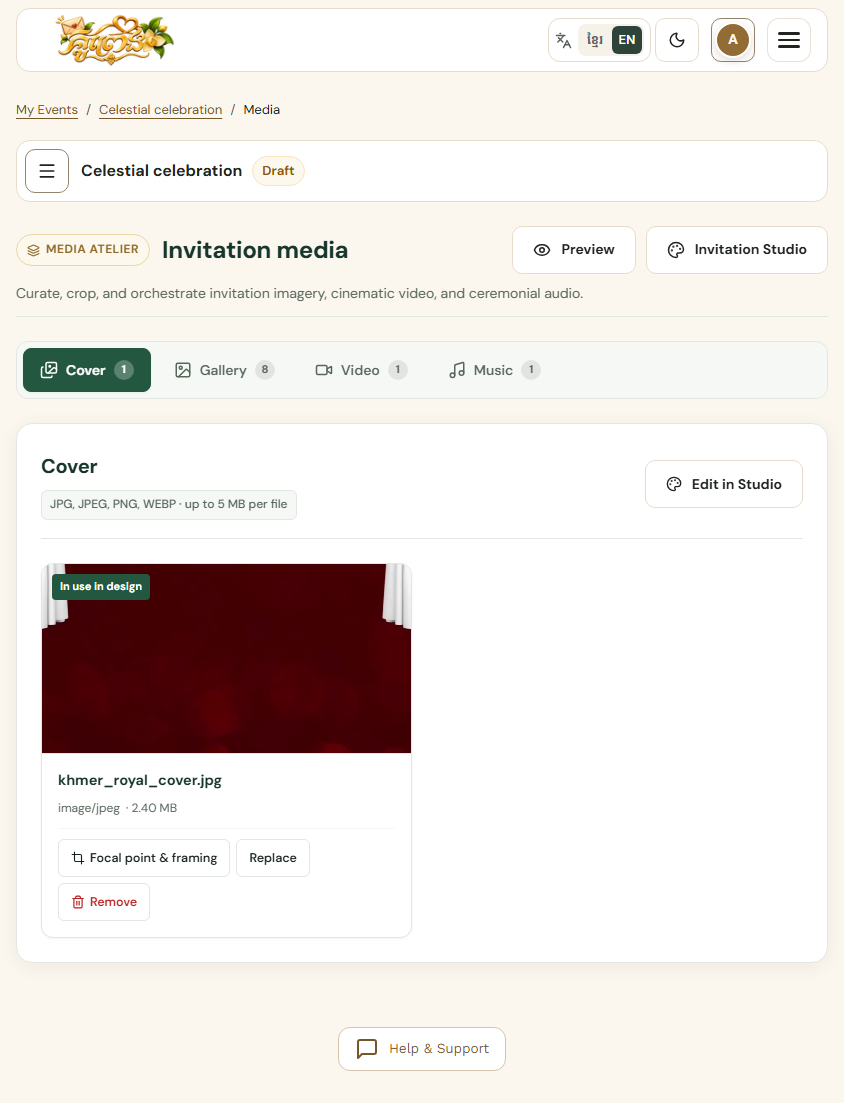 ខ្មែរ
EN
A
My Events / Celestial celebration / Media
Celestial celebration
Draft
MEDIA ATELIER
Invitation media
Preview
Invitation Studio
Curate, crop, and orchestrate invitation imagery, cinematic video, and ceremonial audio.
Cover 1
Gallery 8
Video 1
Music 1
Cover
Edit in Studio
JPG, JPEG, PNG, WEBP · up to 5 MB per file
In use in design
khmer_royal_cover.jpg
image/jpeg · 2.40 MB
Focal point & framing
Replace
Remove
Help & Support